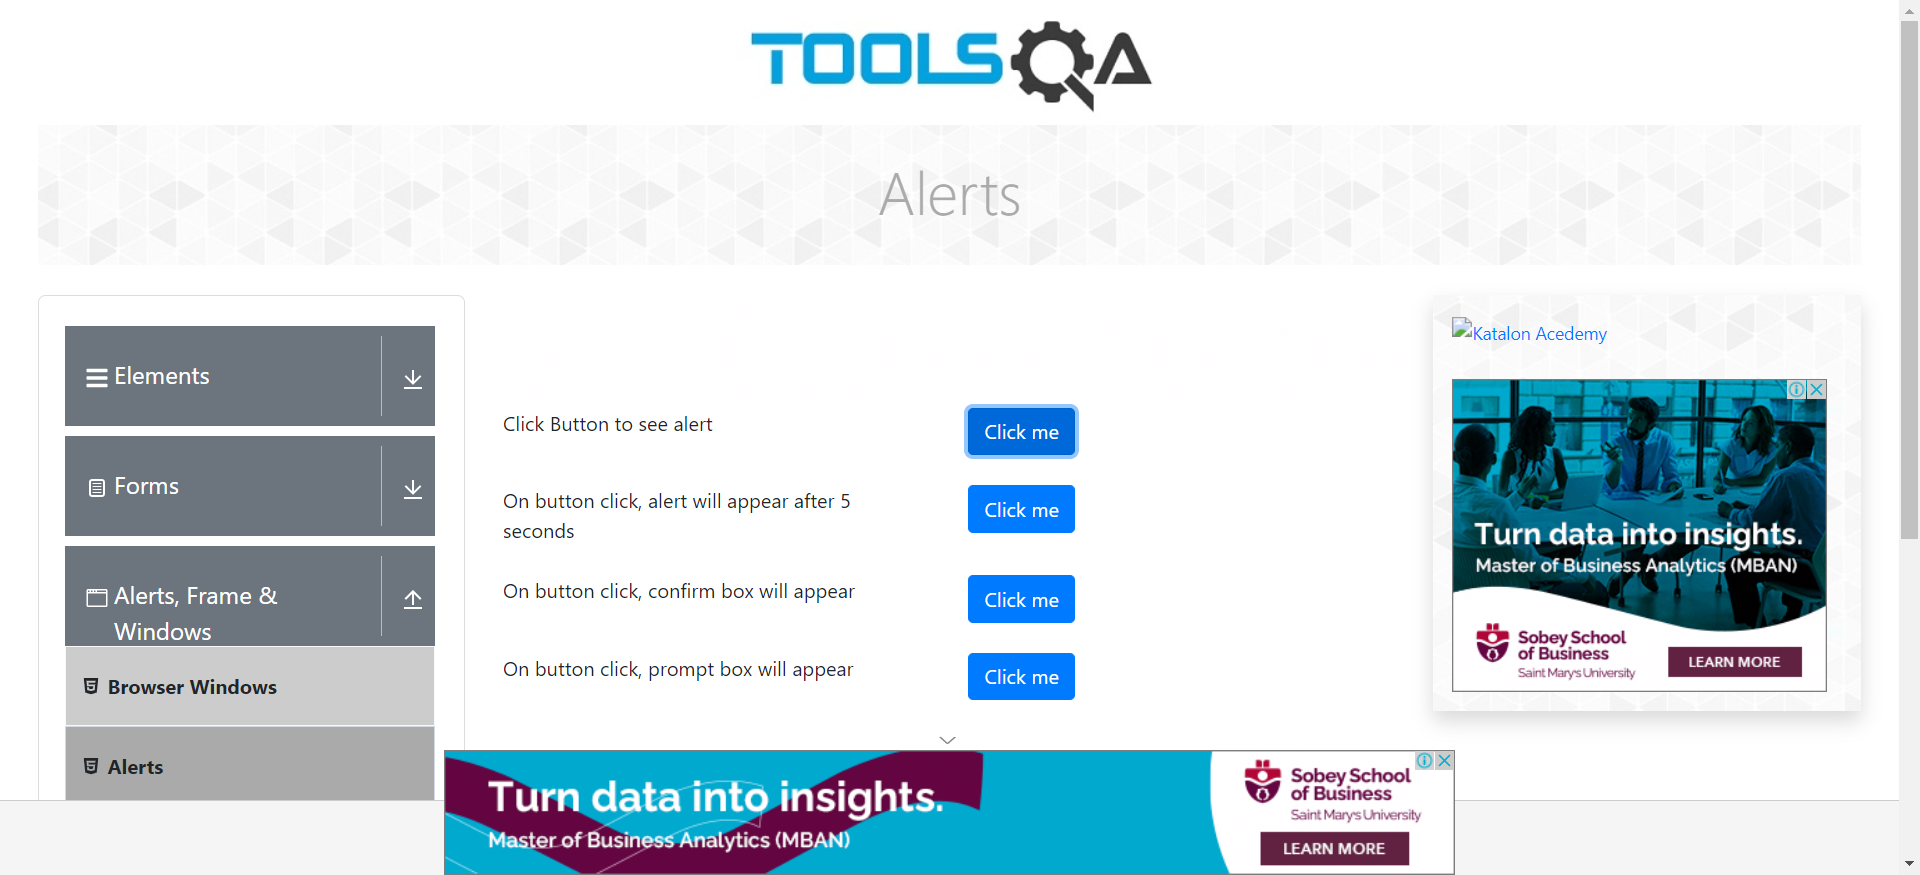 TOOLSQA
Alerts
Elements
Forms
Alerts, Frame &
Windows
Browser Windows
Alerts
Click Button to see alert
Click me
On button click, alert will appear after 5
seconds
Click me
On button click, confirm box will appear
Click me
On button click, prompt box will appear
Click me
Katalon Acedemy
Turn data into insights.
Master of Business Analytics (MBAN)
Sobey School
of Business
Saint Mary's University
LEARN MORE
Turn data into insights.
Master of Business Analytics (MBAN)
Sobey School
of Business
Saint Mary's University
LEARN MORE